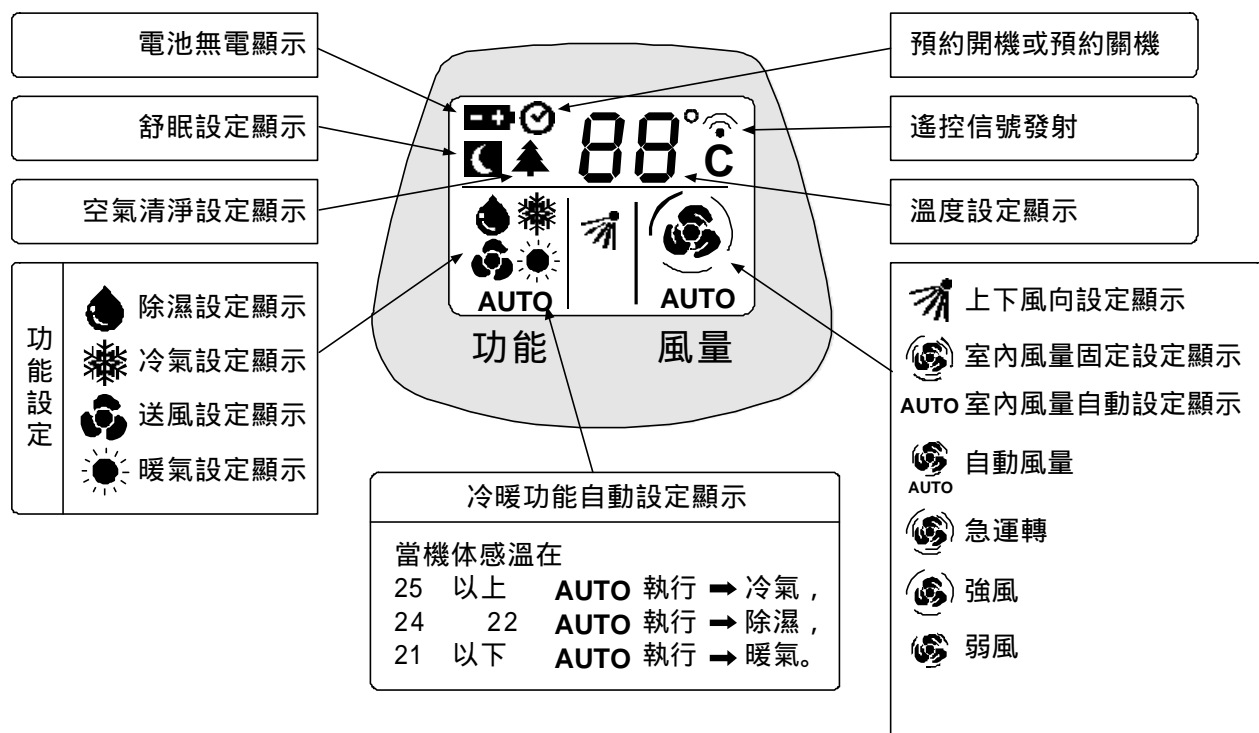 電池無電顯示
舒眠設定顯示
空氣清淨設定顯示
功能設定
除濕設定顯示
冷氣設定顯示
送風設定顯示
暖氣設定顯示
88°C
AUTO
AUTO
功能
風量
預約開機或預約關機
遙控信號發射
溫度設定顯示
上下風向設定顯示
室內風量固定設定顯示
AUTO 室內風量自動設定顯示
自動風量
AUTO
急運轉
強風
弱風
冷暖功能自動設定顯示
當機体感溫在
25 以上 AUTO 執行 ➡ 冷氣,
24 22 AUTO 執行 ➡ 除濕,
21 以下 AUTO 執行 ➡ 暖氣。